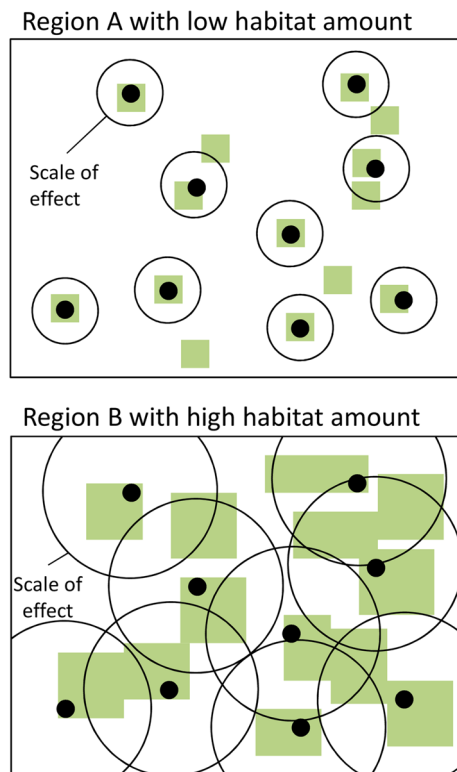 Region A with low habitat amount
Scale of
effect
Region B with high habitat amount
Scale of
effect